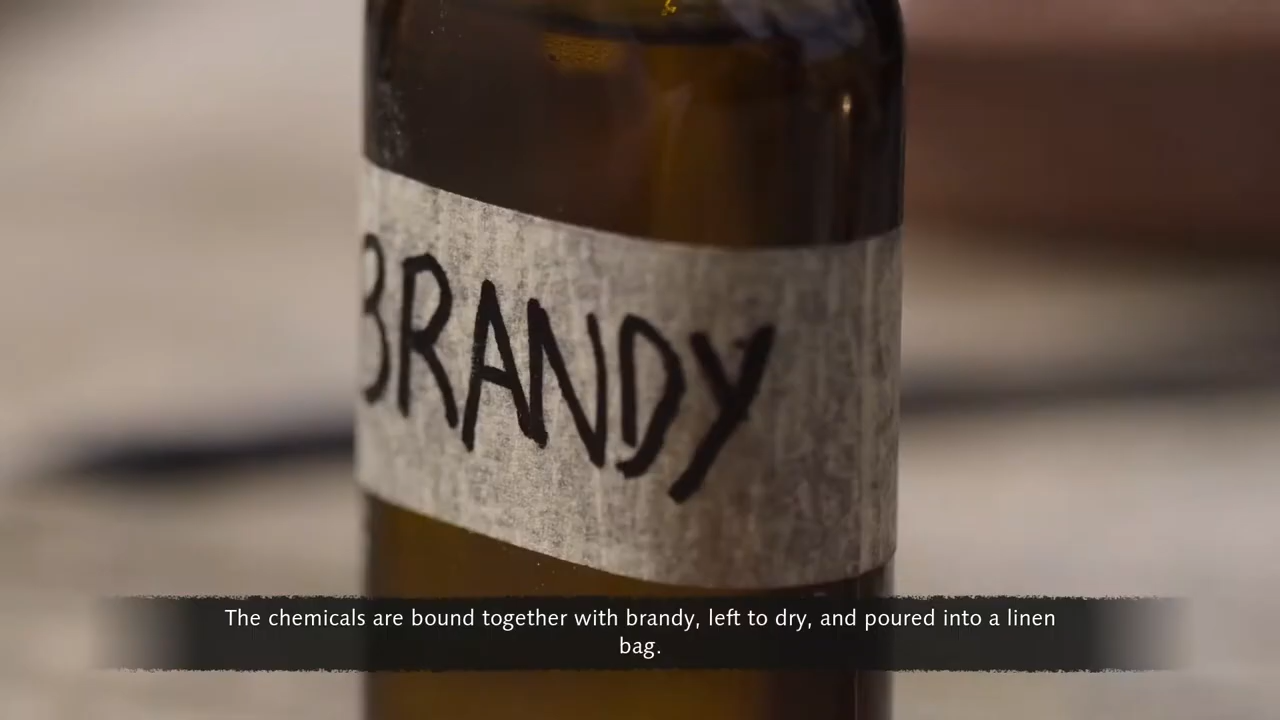 BRANDY
The chemicals are bound together with brandy, left to dry, and poured into a linen
bag.